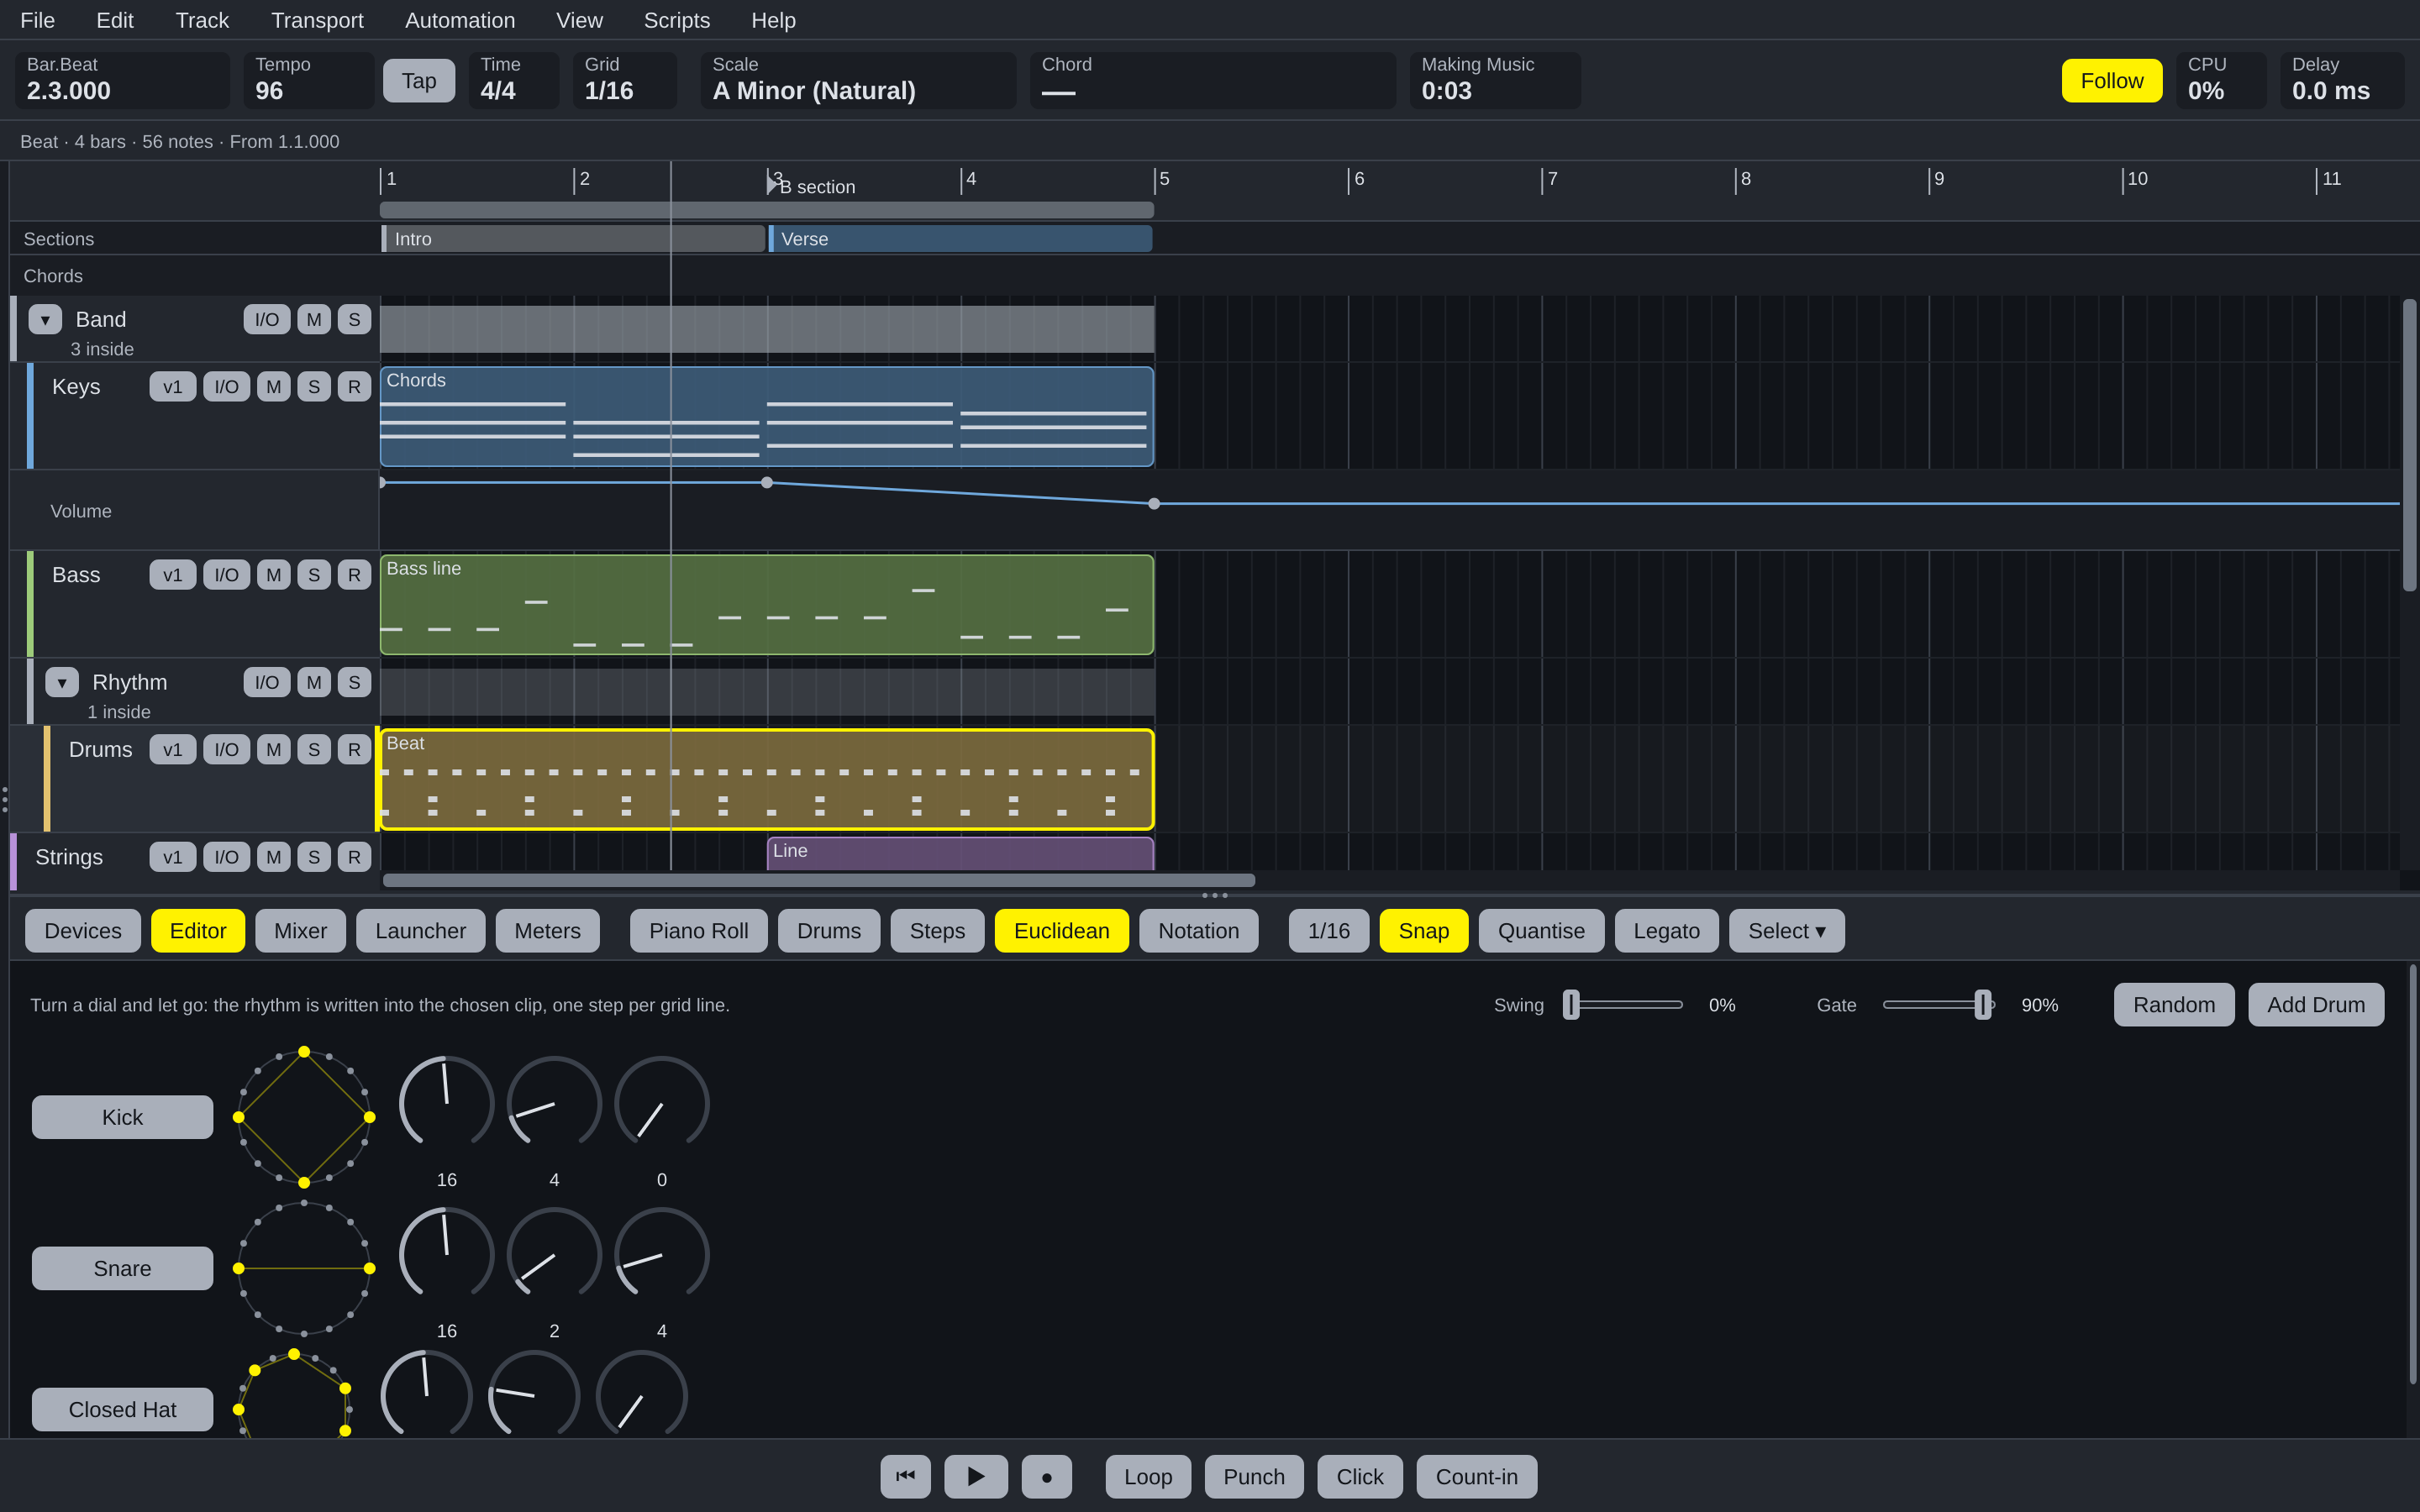 File Edit Track Transport Automation View Scripts Help
Bar.Beat Tempo Time Grid Scale Chord Making Music CPU Delay
2.3.000 96 Tap 4/4 1/16 A Minor (Natural) — 0:03 Follow 0% 0.0 ms
Beat · 4 bars · 56 notes · From 1.1.000
1 2 3 4 5 6 7 8 9 10 11
B section
Sections Intro Verse
Chords
▾ Band I/O M S
3 inside
Keys v1 I/O M S R Chords
Volume
Bass v1 I/O M S R Bass line
▾ Rhythm I/O M S
1 inside
Drums v1 I/O M S R Beat
Strings v1 I/O M S R Line
Devices Editor Mixer Launcher Meters Piano Roll Drums Steps Euclidean Notation 1/16 Snap Quantise Legato Select ▾
Turn a dial and let go: the rhythm is written into the chosen clip, one step per grid line. Swing 0% Gate 90% Random Add Drum
Kick
16 4 0
Snare
16 2 4
Closed Hat
Loop Punch Click Count-in